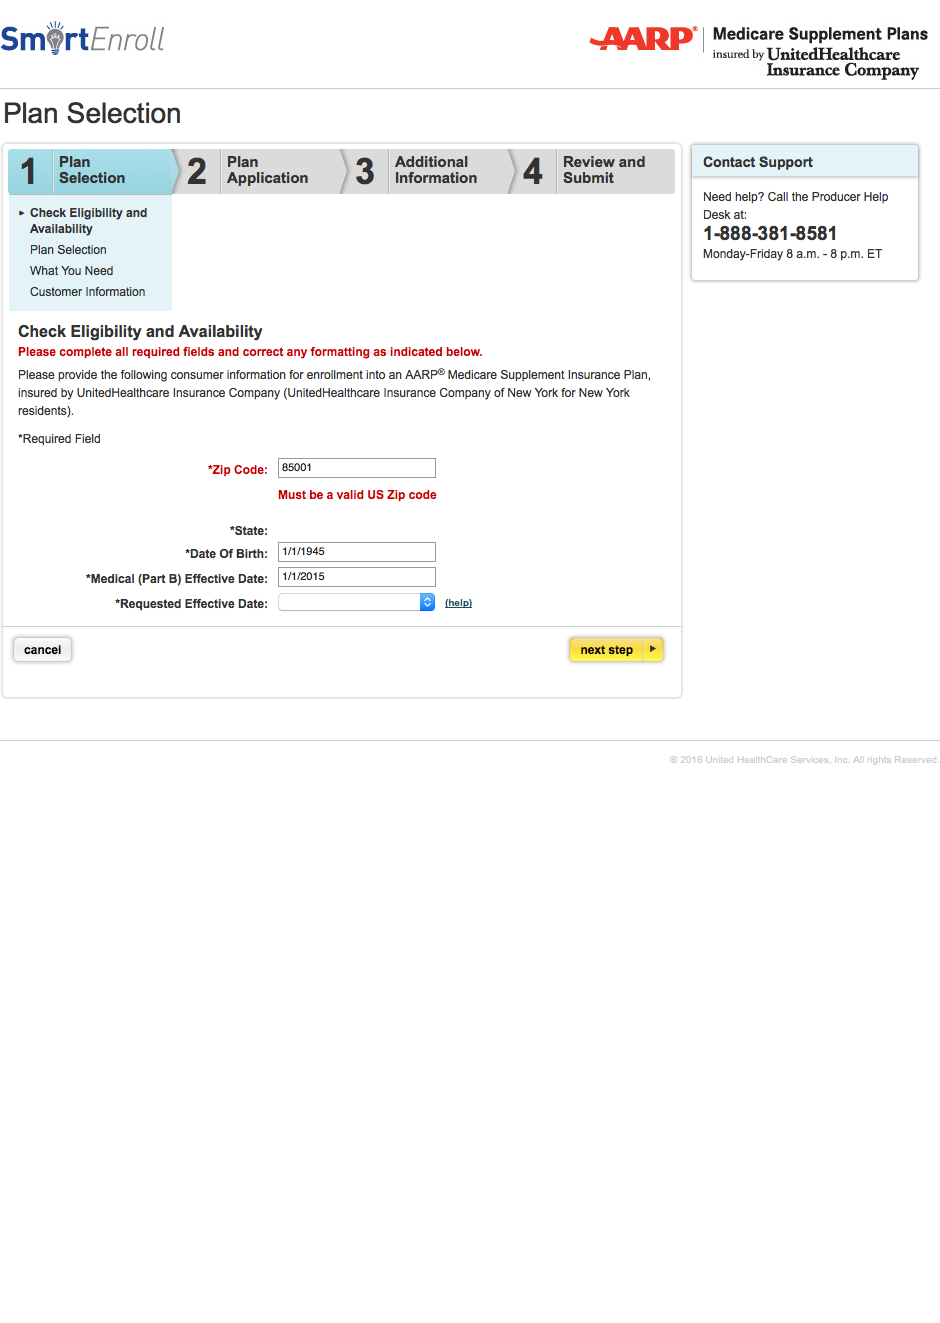 SmartEnroll
AARP® Medicare Supplement Plans
insured by UnitedHealthcare
Insurance Company
Plan Selection
1 Plan Selection
2 Plan Application
3 Additional Information
4 Review and Submit
▸ Check Eligibility and
Availability
Plan Selection
What You Need
Customer Information
Contact Support
Need help? Call the Producer Help
Desk at:
1-888-381-8581
Monday-Friday 8 a.m. - 8 p.m. ET
Check Eligibility and Availability
Please complete all required fields and correct any formatting as indicated below.
Please provide the following consumer information for enrollment into an AARP® Medicare Supplement Insurance Plan,
insured by UnitedHealthcare Insurance Company (UnitedHealthcare Insurance Company of New York for New York
residents).
*Required Field
*Zip Code: 85001
Must be a valid US Zip code
*State:
*Date Of Birth: 1/1/1945
*Medical (Part B) Effective Date: 1/1/2015
*Requested Effective Date: (help)
cancel
next step
© 2016 United HealthCare Services, Inc. All rights Reserved.